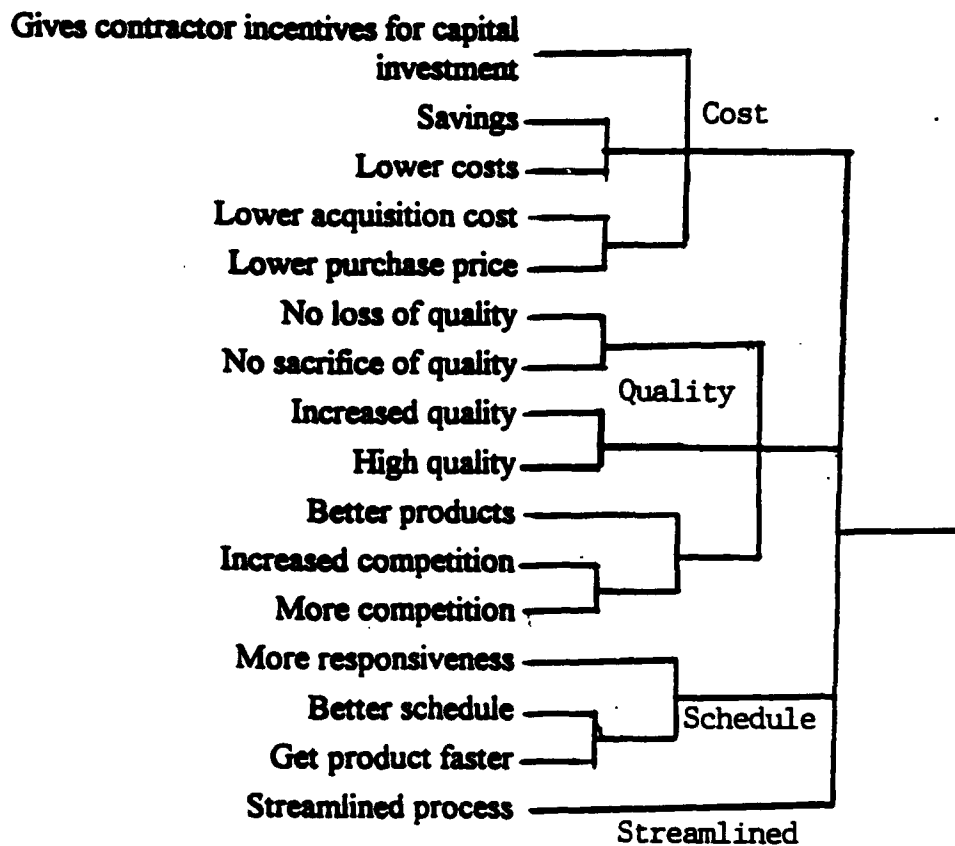 Gives contractor incentives for capital
investment
Cost
Savings
Lower costs
Lower acquisition cost
Lower purchase price
No loss of quality
No sacrifice of quality
Quality
Increased quality
High quality
Better products
Increased competition
More competition
More responsiveness
Better schedule
Schedule
Get product faster
Streamlined process
Streamlined